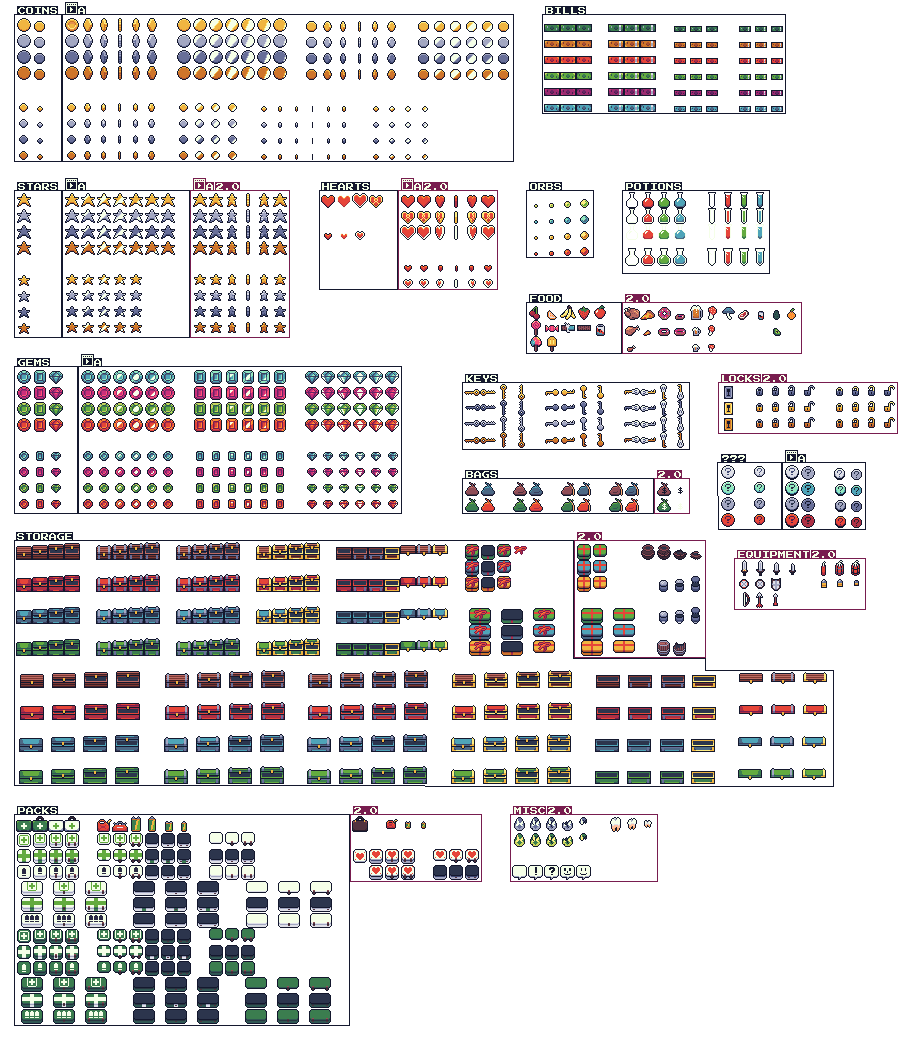 COINS
A
BILLS
STARS
A
A 2.0
HEARTS
A 2.0
ORBS
POTIONS
FOOD
2.0
GEMS
A
KEYS
LOCKS 2.0
BAGS
2.0
$
$
???
A
STORAGE
2.0
EQUIPMENT 2.0
PACKS
2.0
MISC 2.0
! ?